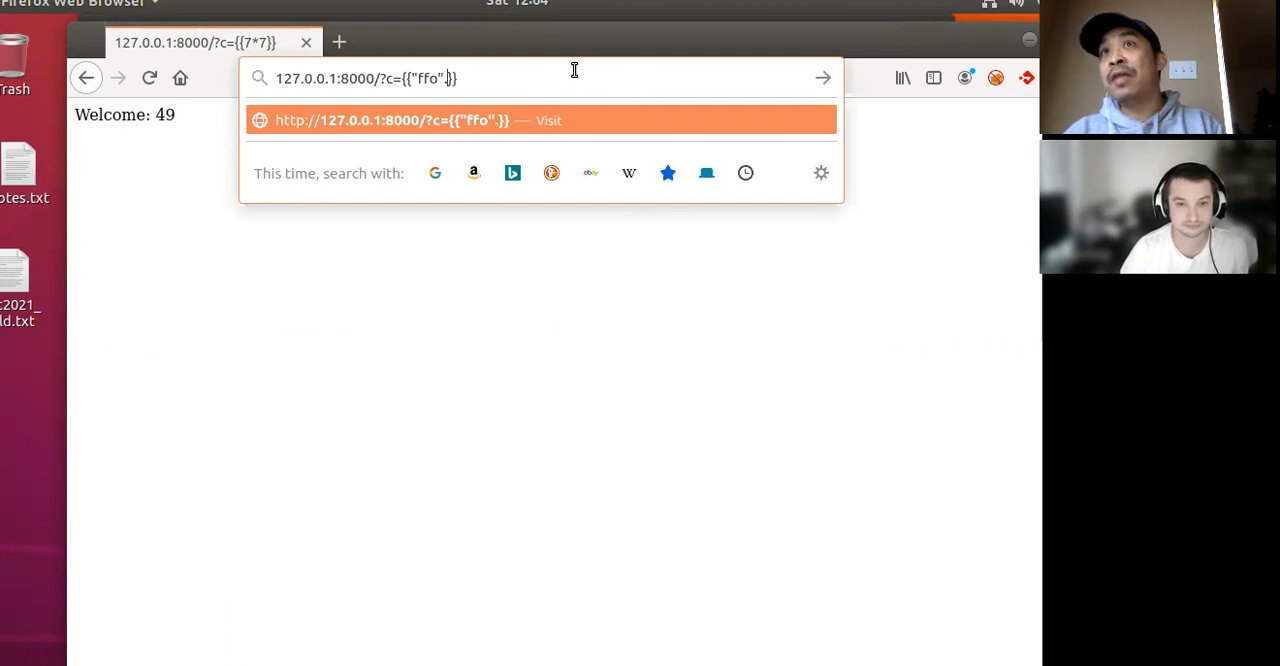 Firefox Web Browser
Sat 12:04
127.0.0.1:8000/?c={{7*7}}
127.0.0.1:8000/?c={{"ffo".}}
Welcome: 49
http://127.0.0.1:8000/?c={{"ffo".}} — Visit
This time, search with:
Trash
otes.txt
t2021_
ld.txt